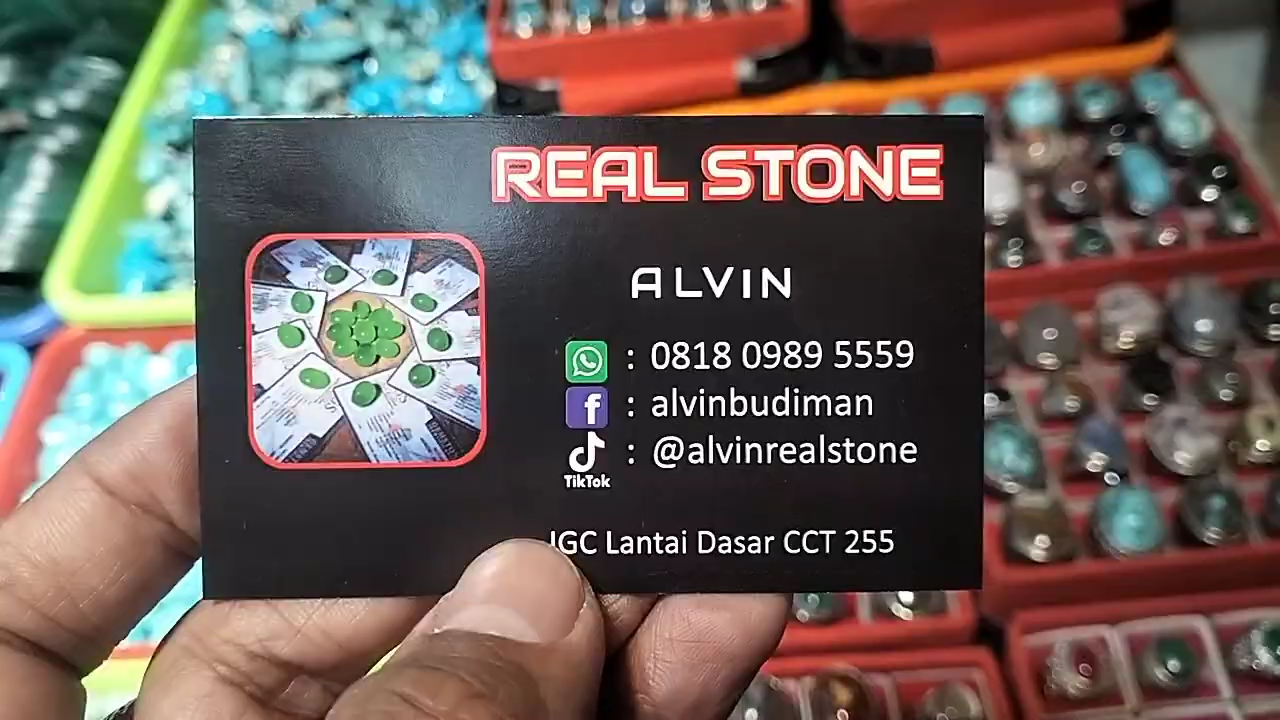 REAL STONE
ALVIN
: 0818 0989 5559
: alvinbudiman
: @alvinrealstone
TikTok
JGC Lantai Dasar CCT 255